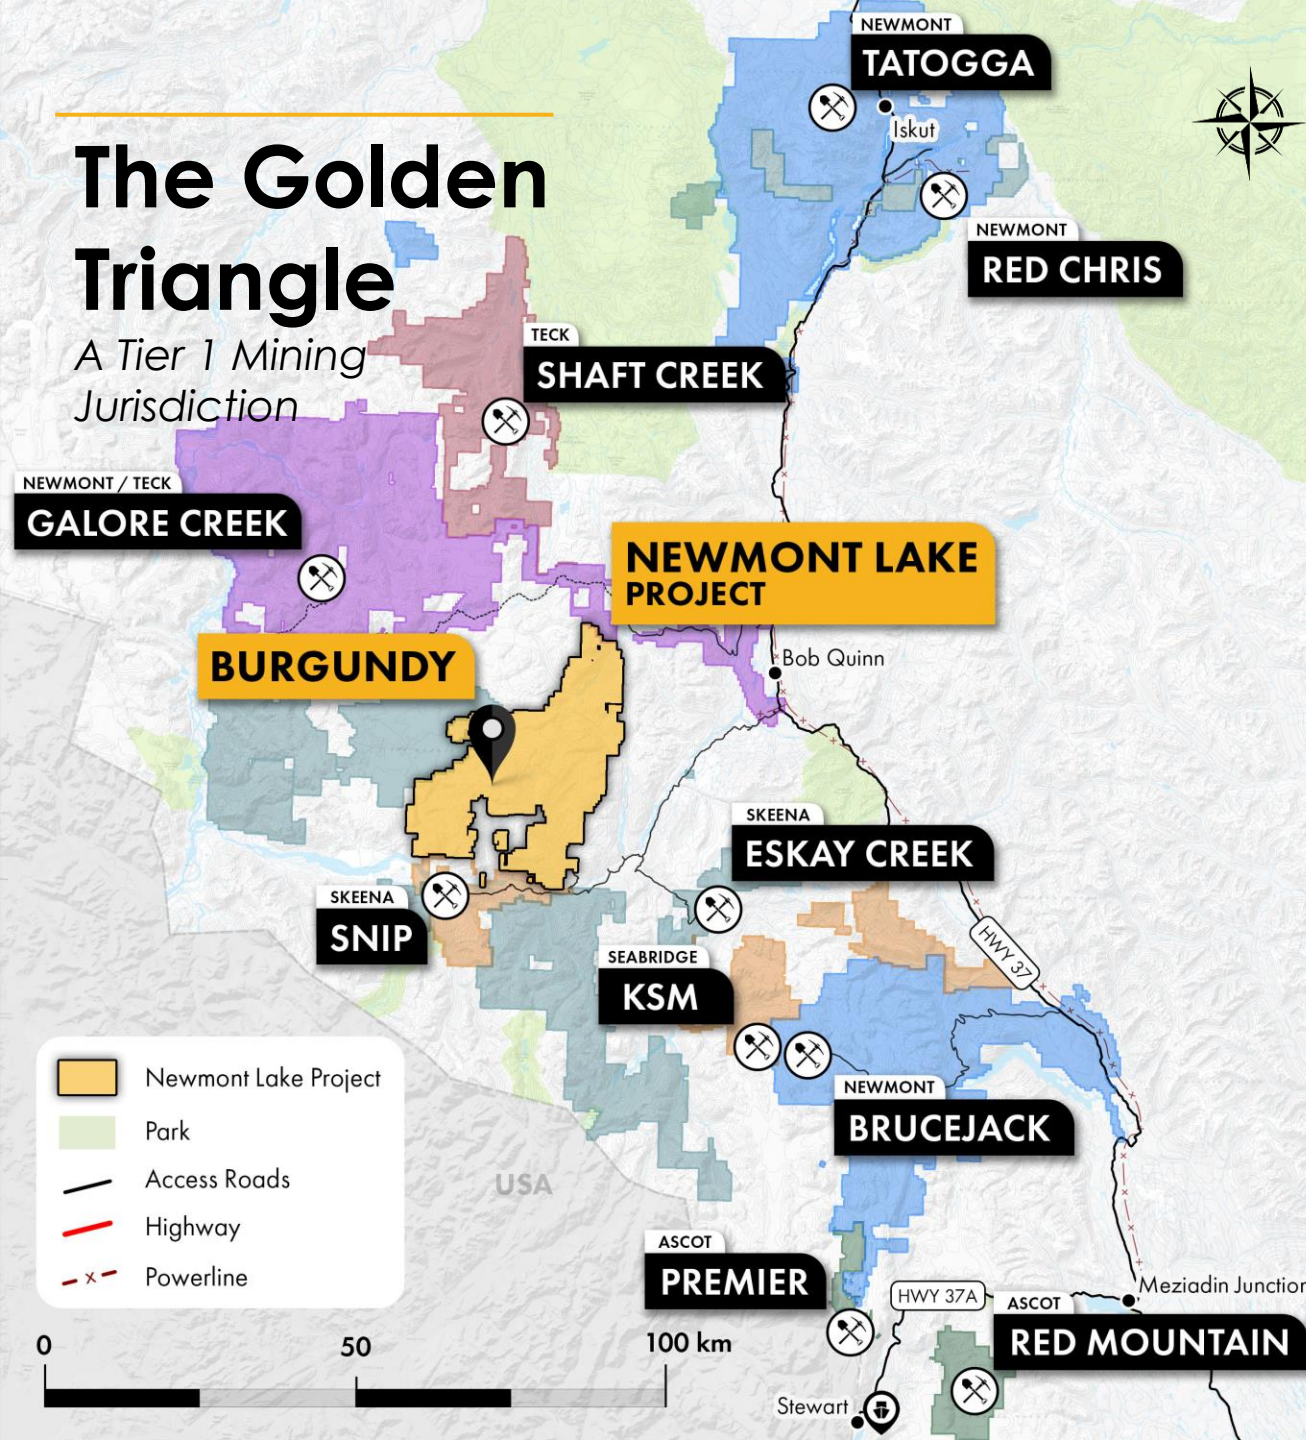 NEWMONT
TATOGGA
Iskut
The Golden
Triangle
A Tier 1 Mining
Jurisdiction
NEWMONT
RED CHRIS
TECK
SHAFT CREEK
NEWMONT / TECK
GALORE CREEK
NEWMONT LAKE
PROJECT
BURGUNDY
Bob Quinn
SKEENA
ESKAY CREEK
SKEENA
SNIP
HWY 37
SEABRIDGE
KSM
NEWMONT
BRUCEJACK
Newmont Lake Project
Park
Access Roads
Highway
Powerline
USA
ASCOT
PREMIER
HWY 37A
Meziadin Junction
ASCOT
RED MOUNTAIN
0 50 100 km
Stewart